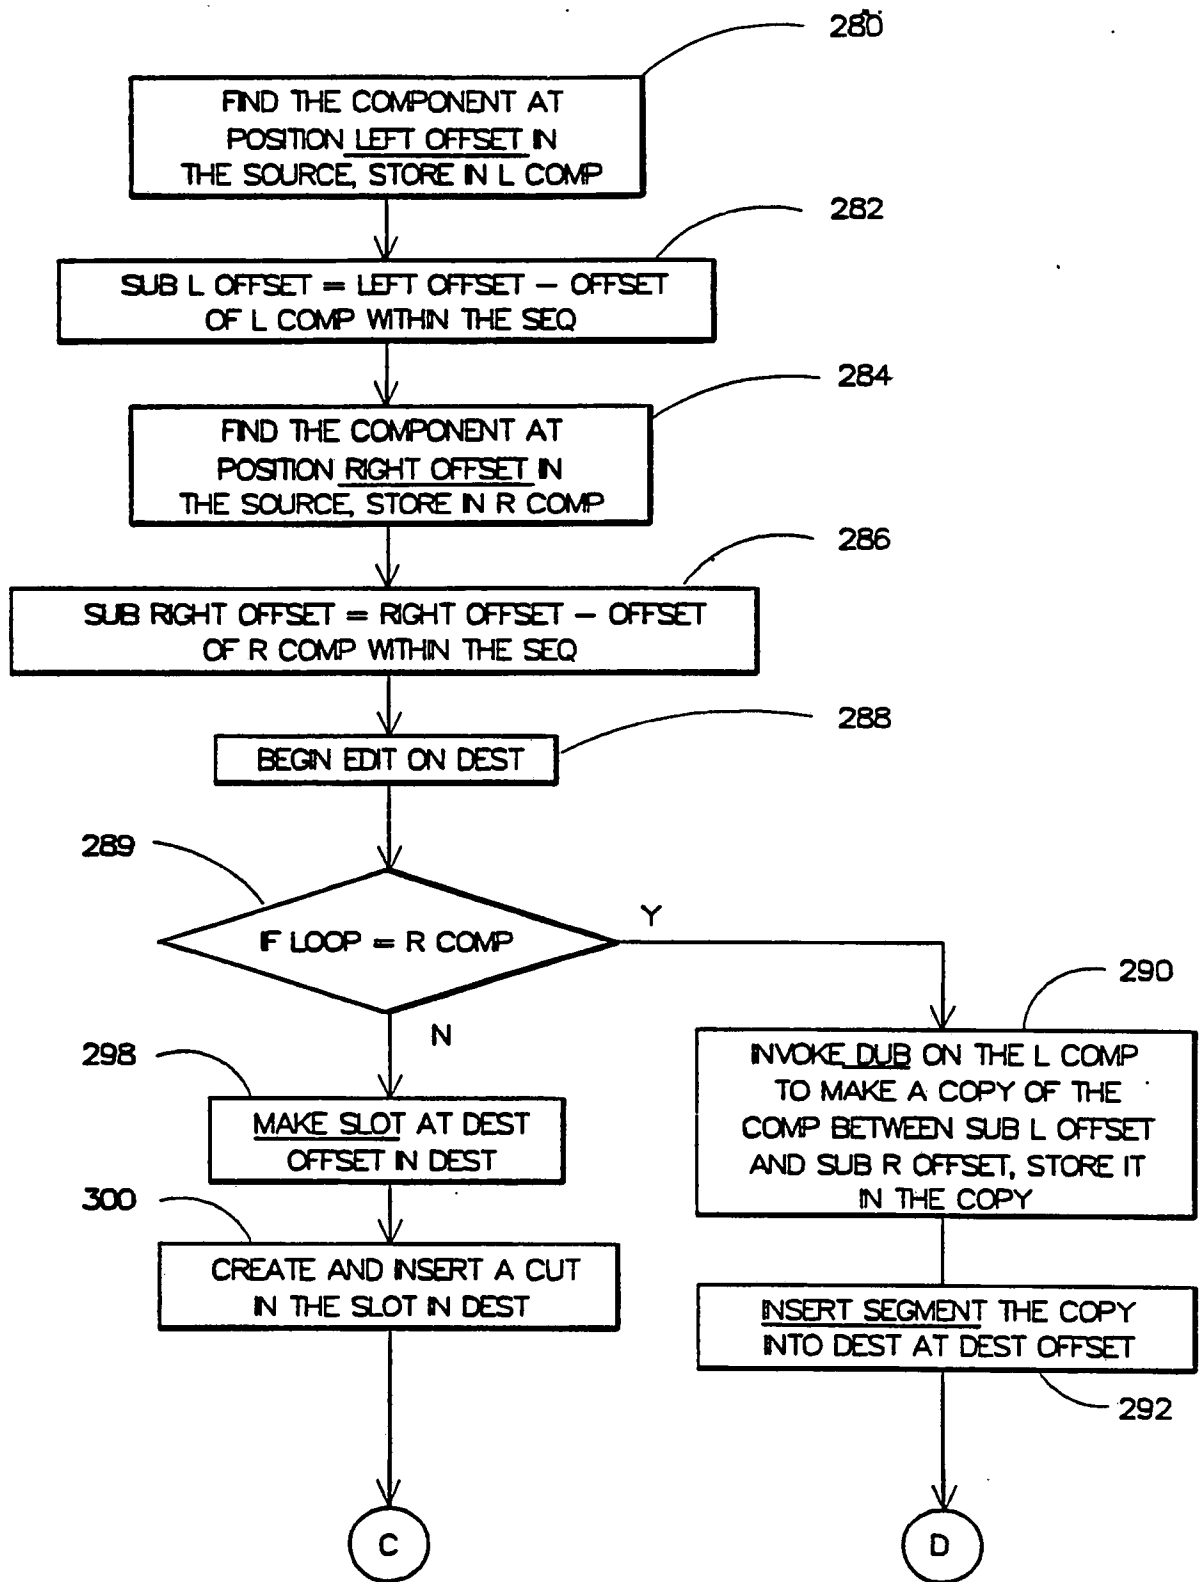 280
FIND THE COMPONENT AT
POSITION LEFT OFFSET IN
THE SOURCE, STORE IN L COMP
282
SUB L OFFSET = LEFT OFFSET - OFFSET
OF L COMP WITHIN THE SEQ
284
FIND THE COMPONENT AT
POSITION RIGHT OFFSET IN
THE SOURCE, STORE IN R COMP
286
SUB RIGHT OFFSET = RIGHT OFFSET - OFFSET
OF R COMP WITHIN THE SEQ
288
BEGIN EDIT ON DEST
289
IF LOOP = R COMP
Y
N
290
INVOKE DUB ON THE L COMP
TO MAKE A COPY OF THE
COMP BETWEEN SUB L OFFSET
AND SUB R OFFSET, STORE IT
IN THE COPY
298
MAKE SLOT AT DEST
OFFSET IN DEST
300
CREATE AND INSERT A CUT
IN THE SLOT IN DEST
INSERT SEGMENT THE COPY
INTO DEST AT DEST OFFSET
292
C
D